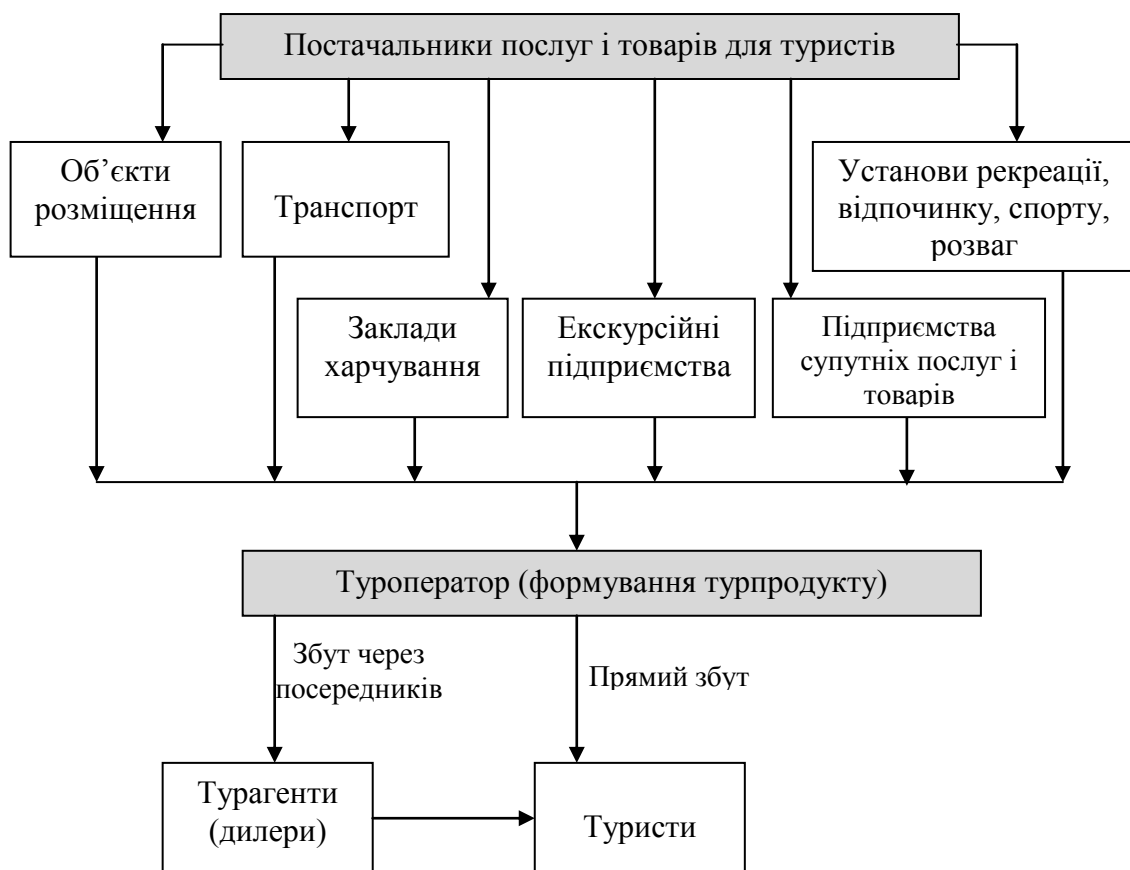 Постачальники послуг і товарів для туристів
Об’єкти
розміщення
Транспорт
Установи рекреації,
відпочинку, спорту,
розваг
Заклади
харчування
Екскурсійні
підприємства
Підприємства
супутніх послуг і
товарів
Туроператор (формування турпродукту)
Збут через
посередників
Прямий збут
Турагенти
(дилери)
Туристи